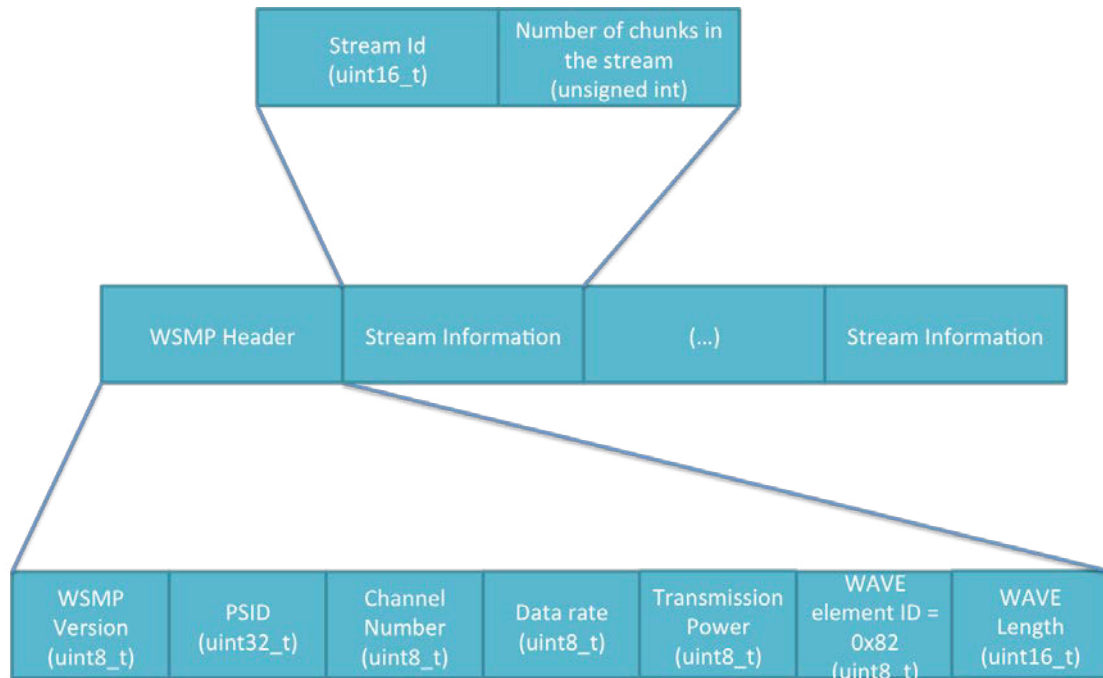 Stream Id
(uint16_t)
Number of chunks in
the stream
(unsigned int)
WSMP Header
Stream Information
(...)
Stream Information
WSMP
Version
(uint8_t)
PSID
(uint32_t)
Channel
Number
(uint8_t)
Data rate
(uint8_t)
Transmission
Power
(uint8_t)
WAVE
element ID =
0x82
(uint8_t)
WAVE
Length
(uint16_t)